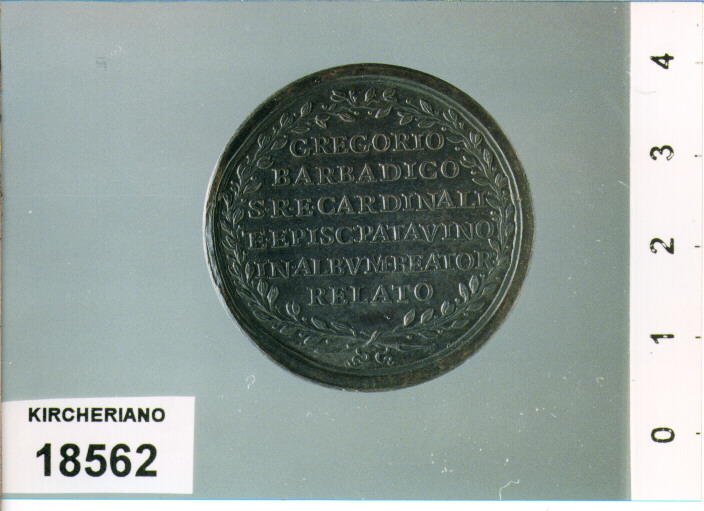 GREGORIO
BARBADICO
S.R.E.CARDINALI
E.EPISC.PATAVINO
IN.ALBVM.BEATOR
RELATO
KIRCHERIANO
18562
4
3
2
1
0